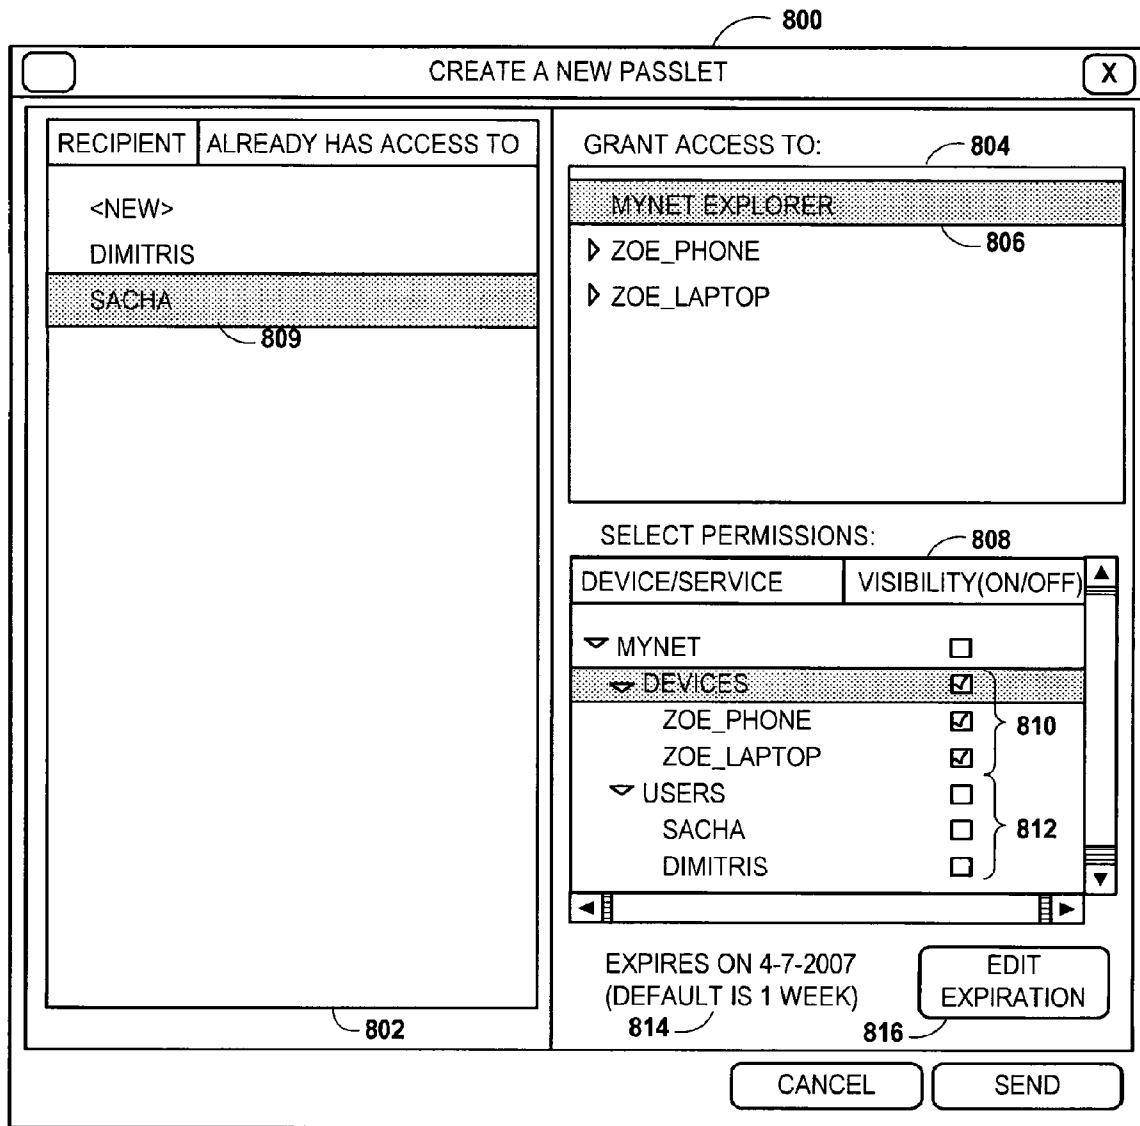 800
CREATE A NEW PASSLET
X
RECIPIENT ALREADY HAS ACCESS TO
<NEW>
DIMITRIS
SACHA
809
802
GRANT ACCESS TO:
804
MYNET EXPLORER
806
ZOE_PHONE
ZOE_LAPTOP
SELECT PERMISSIONS:
808
DEVICE/SERVICE VISIBILITY(ON/OFF)
MYNET
DEVICES
ZOE_PHONE
810
ZOE_LAPTOP
USERS
SACHA
812
DIMITRIS
EXPIRES ON 4-7-2007
(DEFAULT IS 1 WEEK)
814
EDIT
EXPIRATION
816
CANCEL
SEND